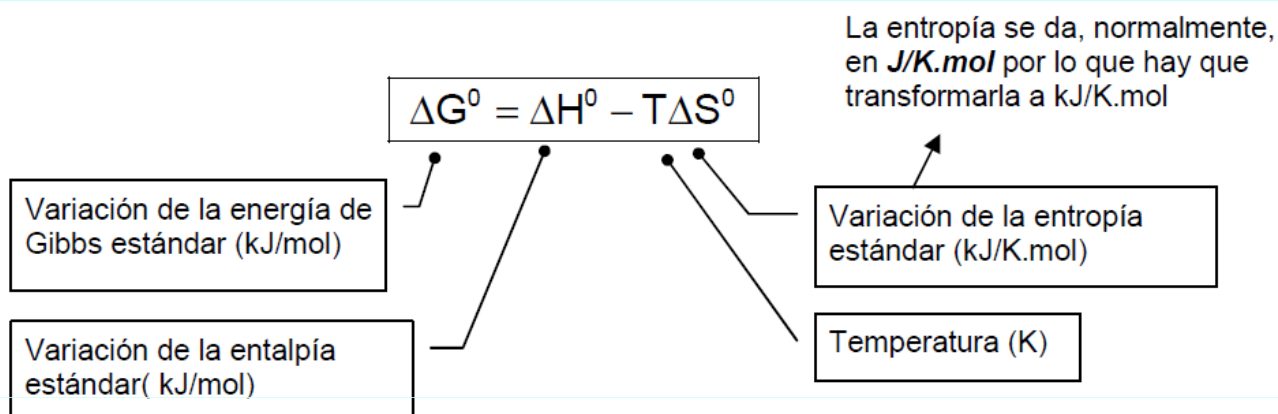 La entropía se da, normalmente,
en J/K.mol por lo que hay que
transformarla a kJ/K.mol
ΔG⁰ = ΔH⁰ – TΔS⁰
Variación de la energía de
Gibbs estándar (kJ/mol)
Variación de la entropía
estándar (kJ/K.mol)
Variación de la entalpía
estándar( kJ/mol)
Temperatura (K)